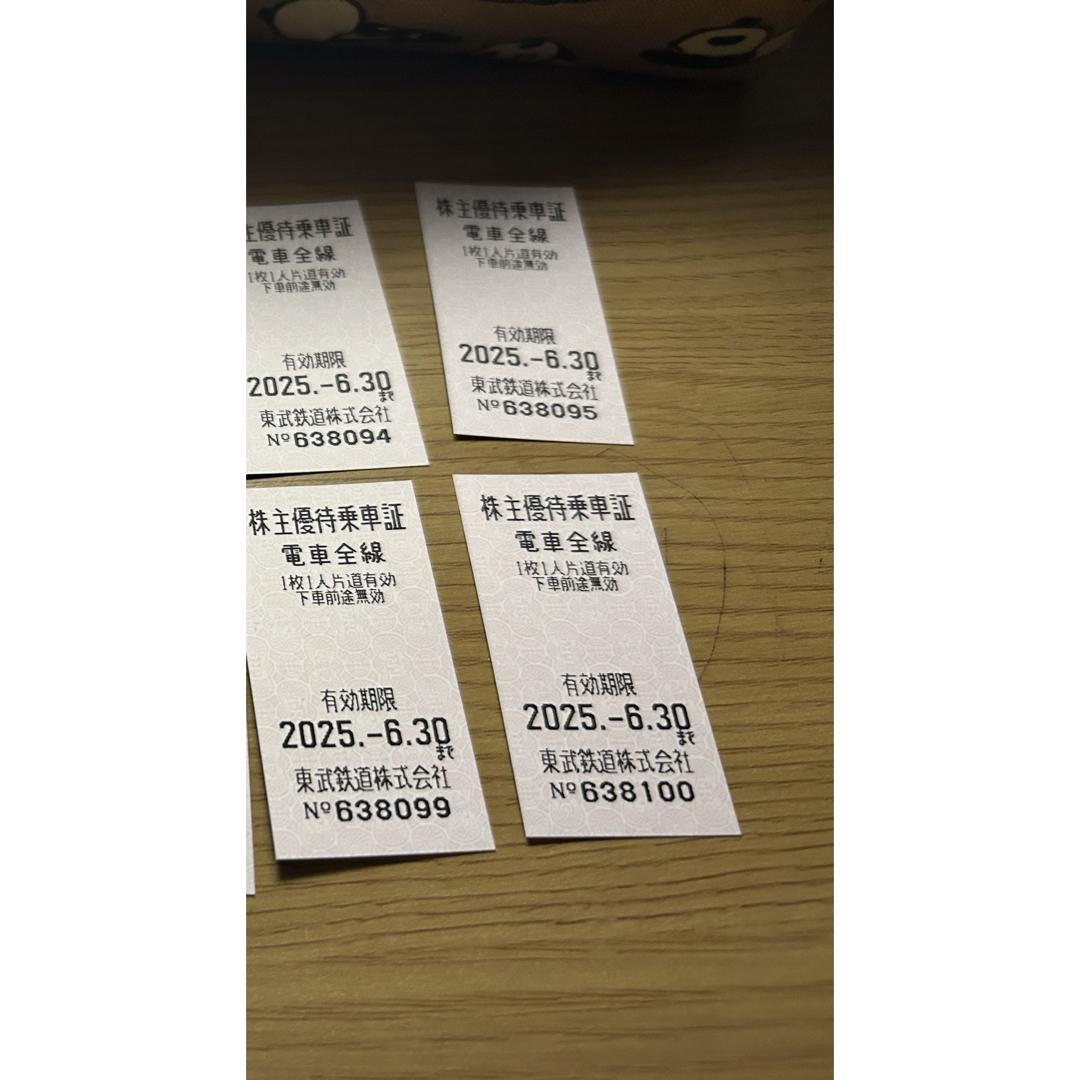 主優待乗車証
電車全線
1枚1人片道有効
下車前途無効
有効期限
2025.-6.30
まで
東武鉄道株式会社
Nº638094
株主優待乗車証
電車全線
1枚1人片道有効
下車前途無効
有効期限
2025.-6.30
まで
東武鉄道株式会社
Nº638095
株主優待乗車証
電車全線
1枚1人片道有効
下車前途無効
有効期限
2025.-6.30
まで
東武鉄道株式会社
Nº638099
株主優待乗車証
電車全線
1枚1人片道有効
下車前途無効
有効期限
2025.-6.30
まで
東武鉄道株式会社
Nº638100